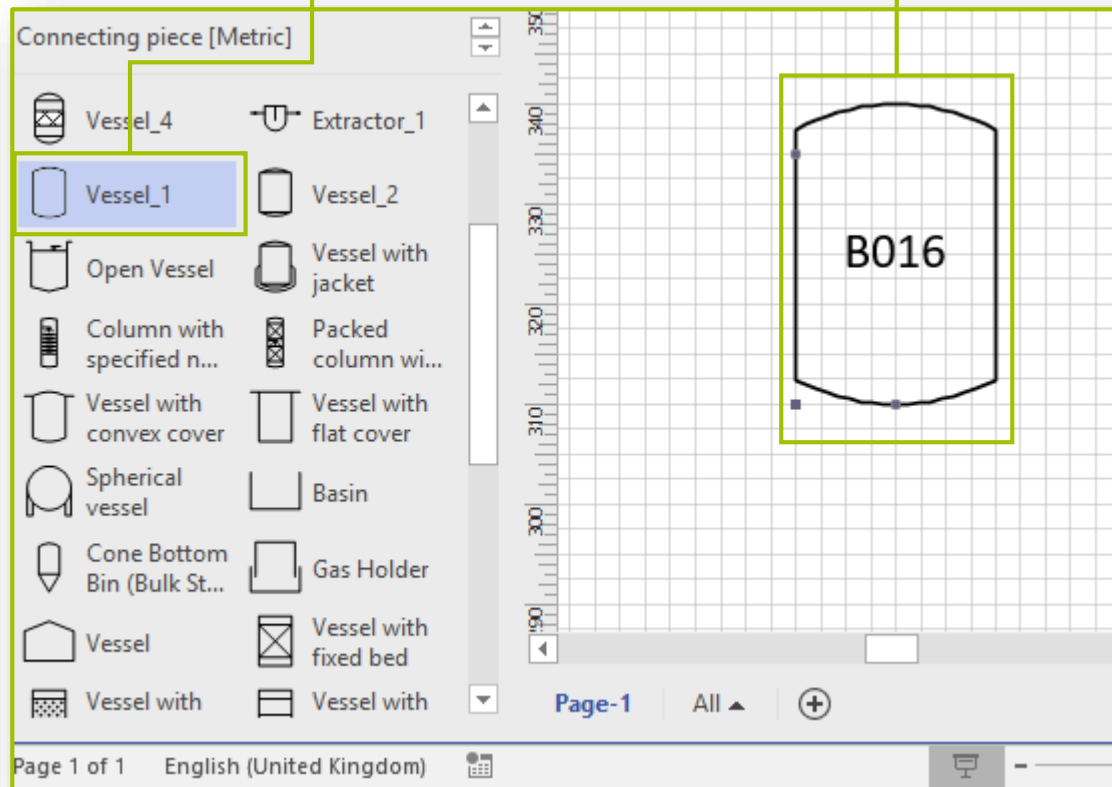 Connecting piece [Metric]
Vessel_4
Extractor_1
Vessel_1
Vessel_2
Open Vessel
Vessel with
jacket
Column with
specified n...
Packed
column wi...
Vessel with
convex cover
Vessel with
flat cover
Spherical
vessel
Basin
Cone Bottom
Bin (Bulk St...
Gas Holder
Vessel
Vessel with
fixed bed
Vessel with
Vessel with
350
340
330
320
310
300
B016
Page-1
All
Page 1 of 1
English (United Kingdom)